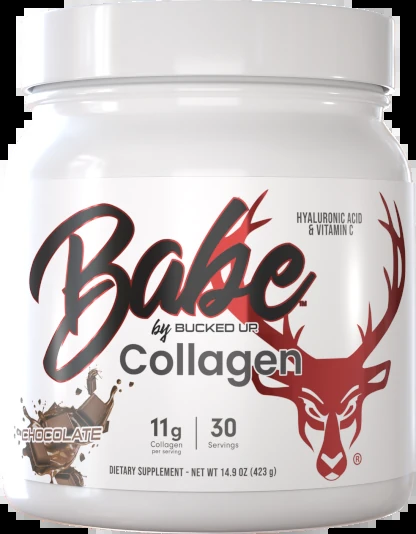 HYALURONIC ACID
& VITAMIN C
Babe™
by BUCKED UP.
Collagen
CHOCOLATE
11g
Collagen
per serving
30
Servings
®
DIETARY SUPPLEMENT - NET WT 14.9 OZ (423 g)